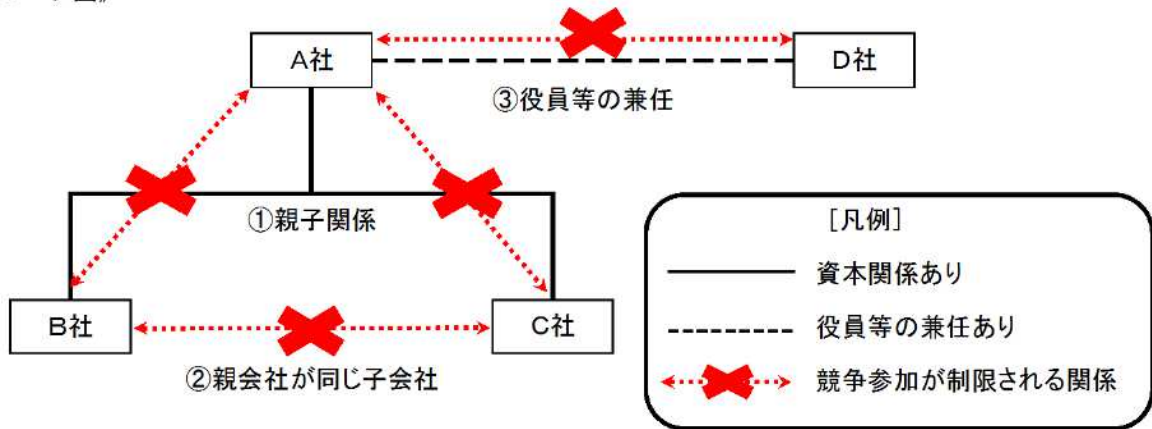 A社
D社
③役員等の兼任
①親子関係
B社
C社
②親会社が同じ子会社
［凡例］
資本関係あり
役員等の兼任あり
競争参加が制限される関係